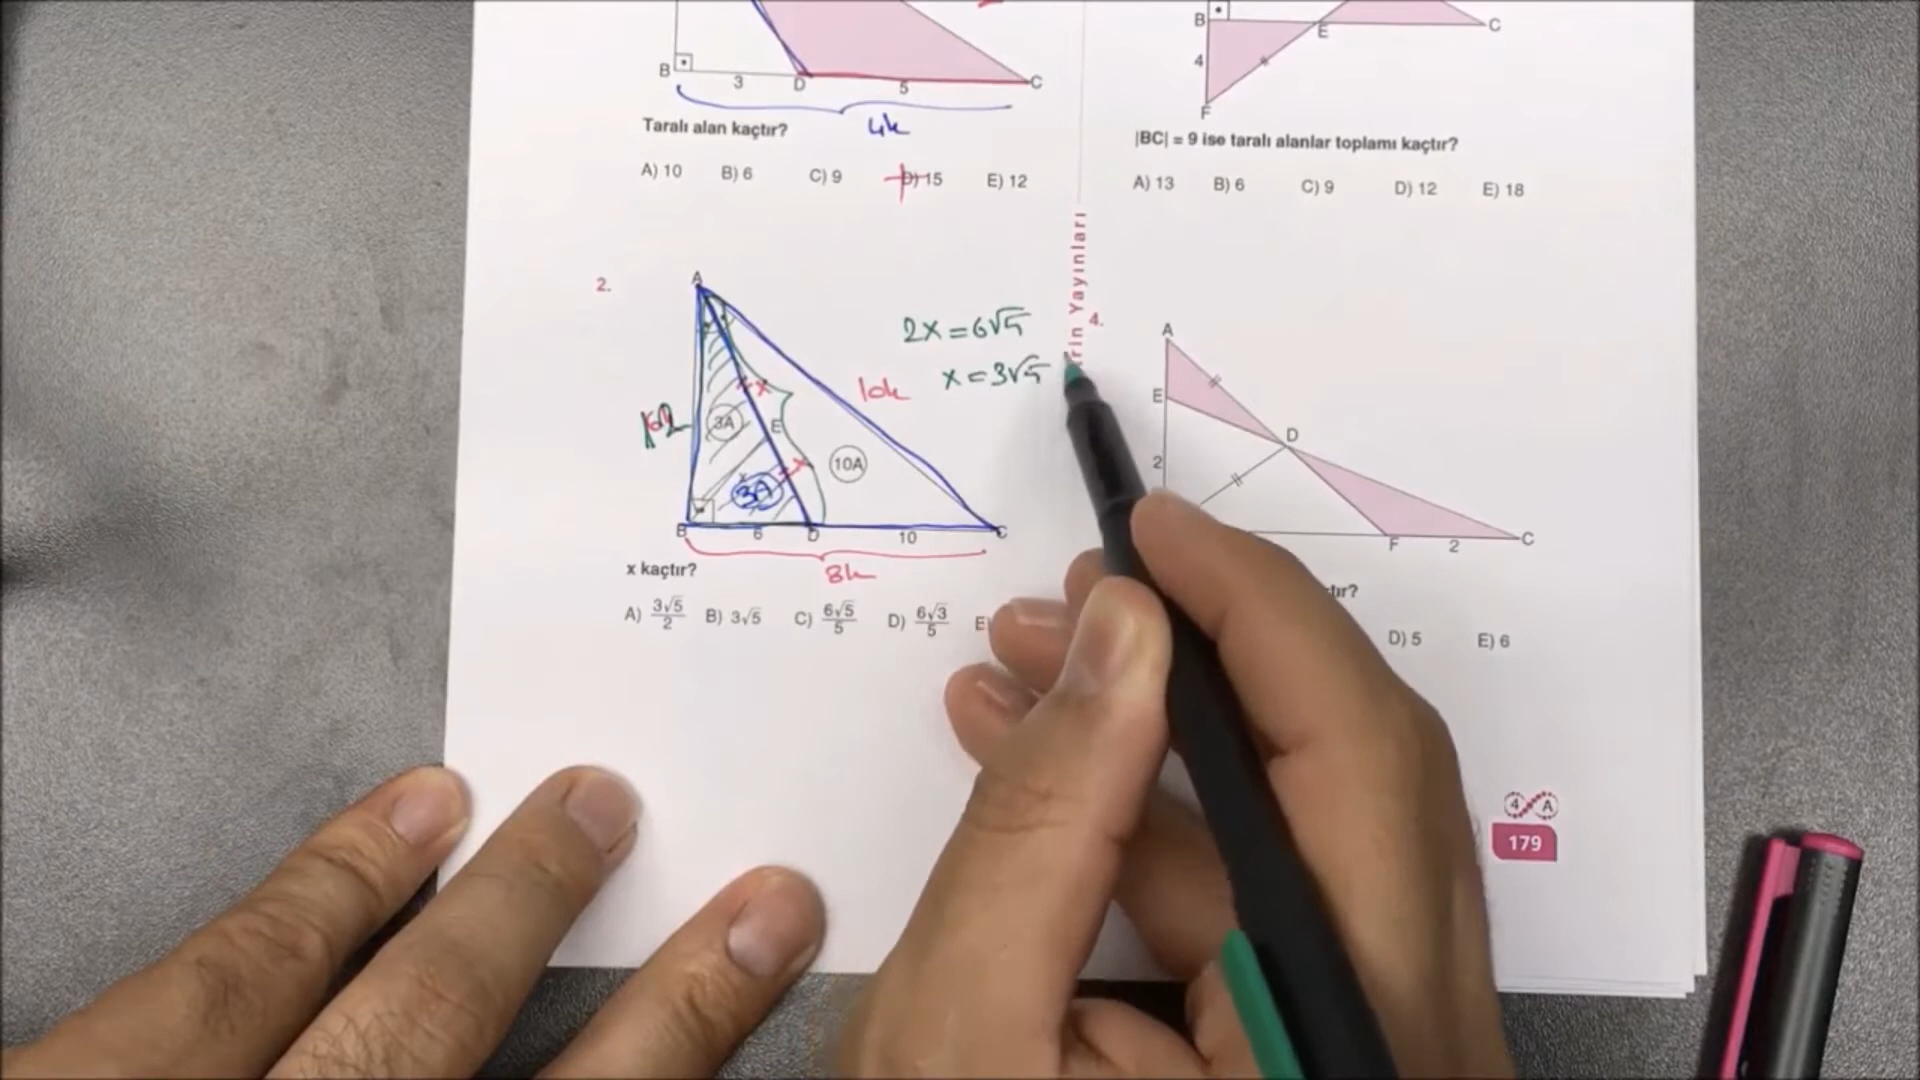 B
3
D
5
C
4k
Taralı alan kaçtır?
A) 10 B) 6 C) 9 D) 15 E) 12
2.
A
3A
E
x
x
3A
10A
10k
B
6
D
10
C
8k
2x = 6√5
x = 3√5
x kaçtır?
A) 3√5/2 B) 3√5 C) 6√5/5 D) 6√3/5 E)
B
E
C
4
F
|BC| = 9 ise taralı alanlar toplamı kaçtır?
A) 13 B) 6 C) 9 D) 12 E) 18
Yayınları
4.
A
E
D
2
F
2
C
D) 5 E) 6
4 A
179